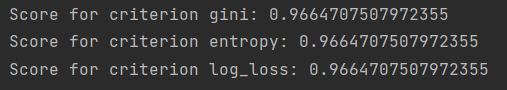 Score for criterion gini: 0.9664707507972355
Score for criterion entropy: 0.9664707507972355
Score for criterion log_loss: 0.9664707507972355